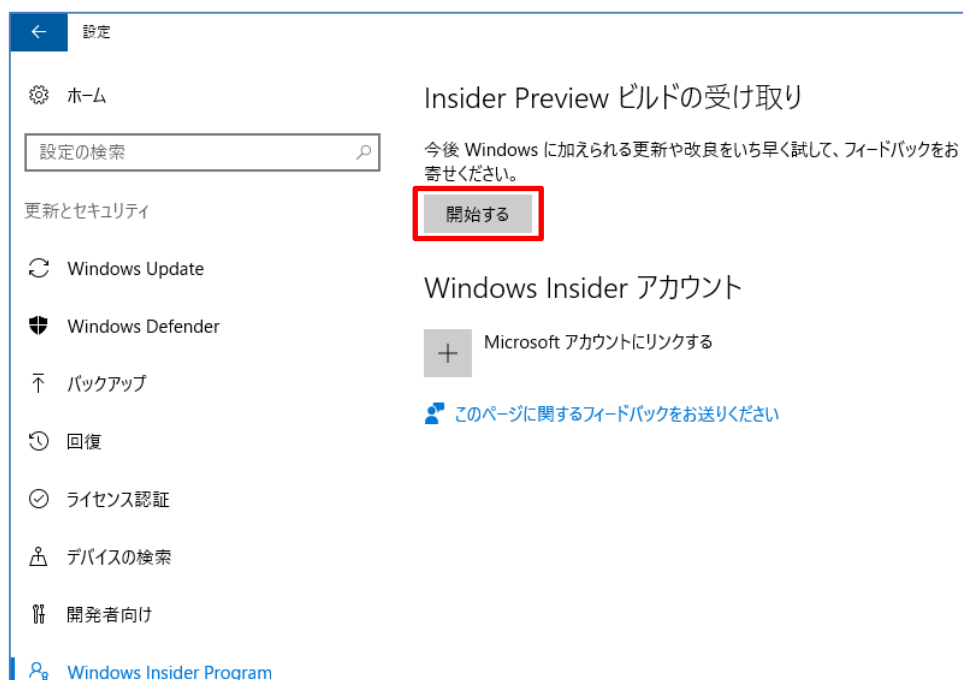 設定
ホーム
設定の検索
更新とセキュリティ
Windows Update
Windows Defender
バックアップ
回復
ライセンス認証
デバイスの検索
開発者向け
Windows Insider Program
Insider Preview ビルドの受け取り
今後 Windows に加えられる更新や改良をいち早く試して、フィードバックをお
寄せください。
開始する
Windows Insider アカウント
Microsoft アカウントにリンクする
このページに関するフィードバックをお送りください